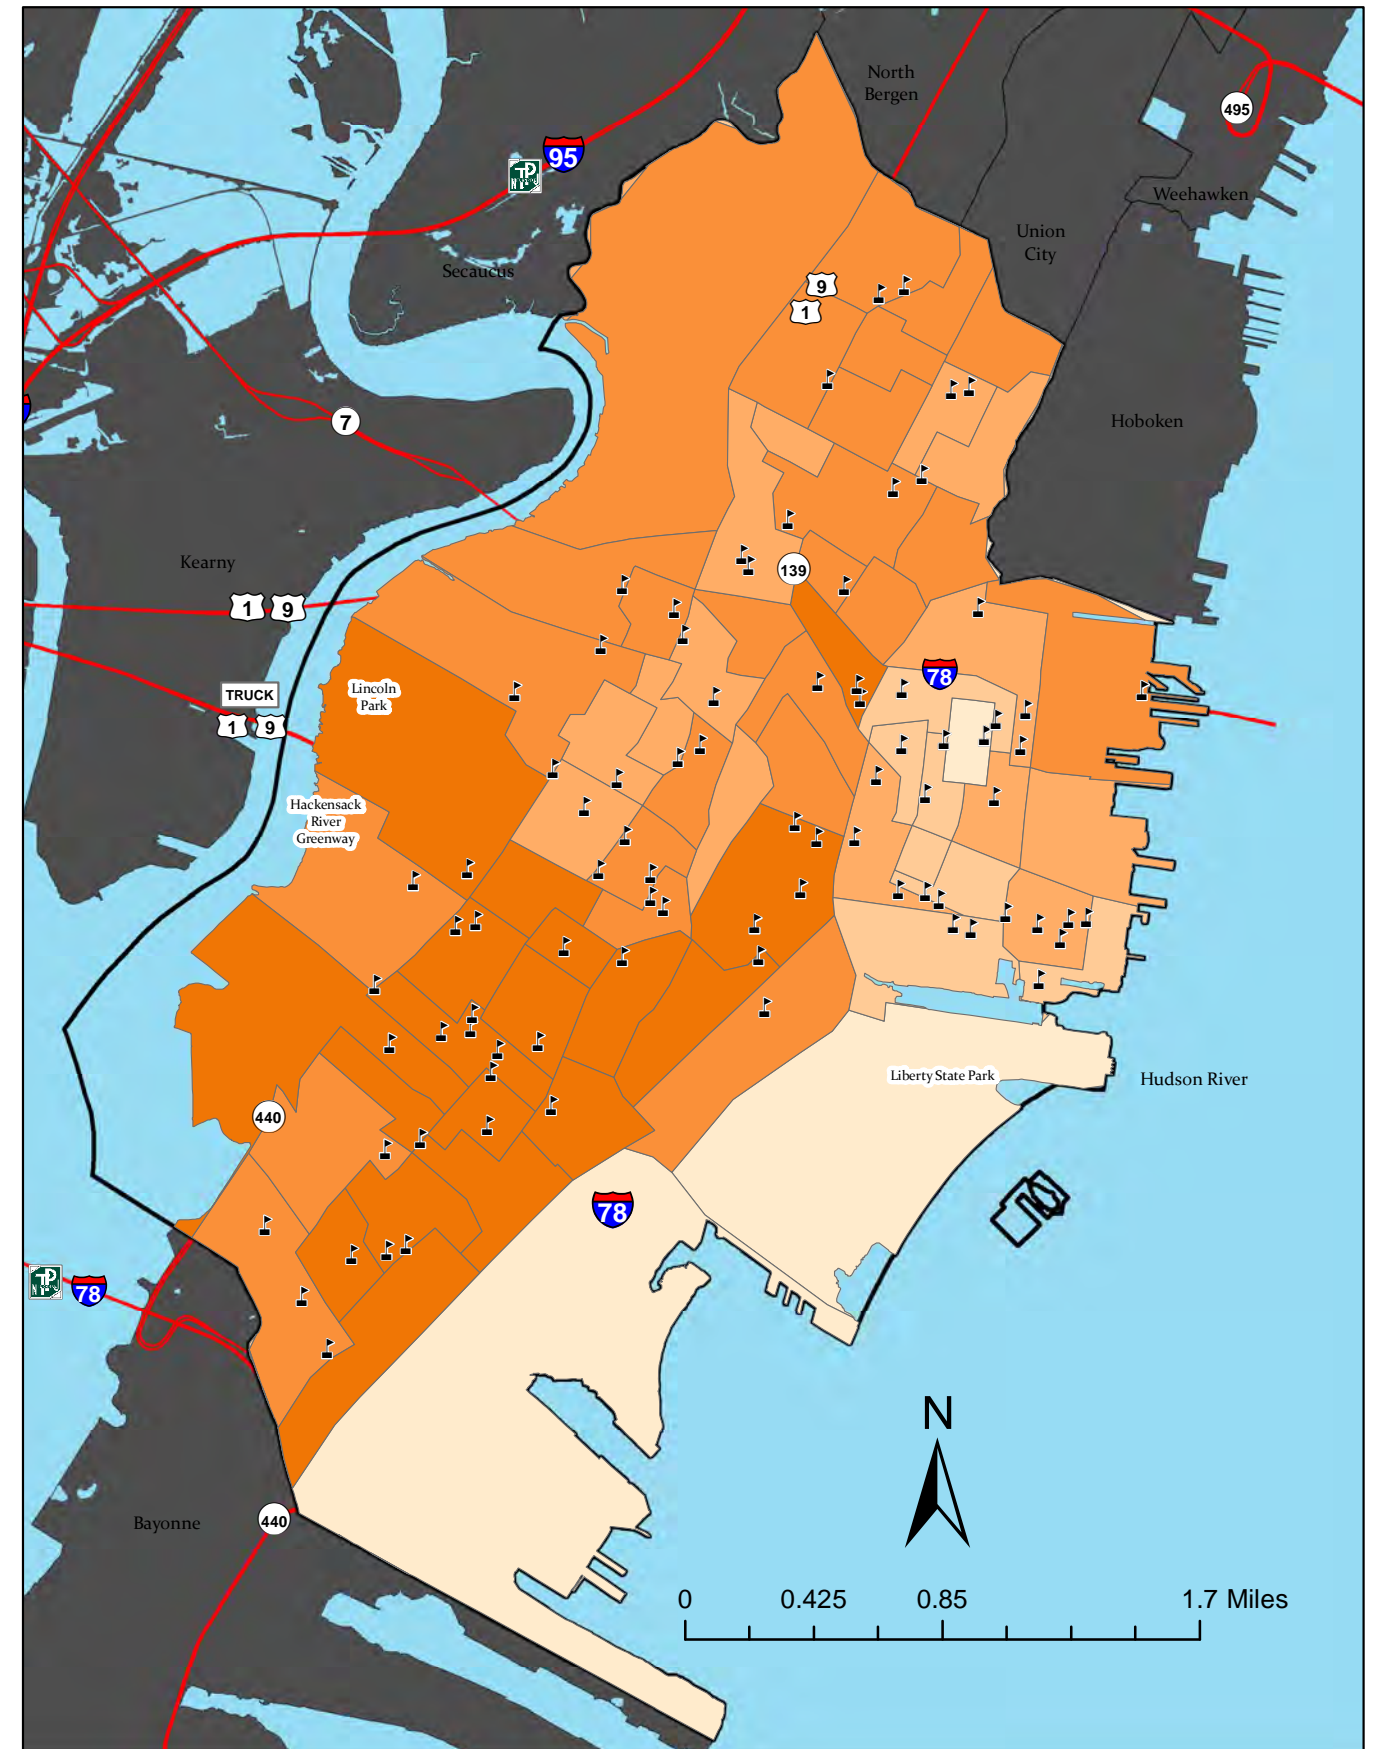 North
Bergen
495
95
TP
Weehawken
Union
City
Secaucus
9
1
7
Hoboken
Kearny
139
1
9
78
Lincoln
Park
TRUCK
1
9
Hackensack
River
Greenway
Liberty State Park
Hudson River
440
78
TP
78
N
Bayonne
440
0
0.425
0.85
1.7 Miles